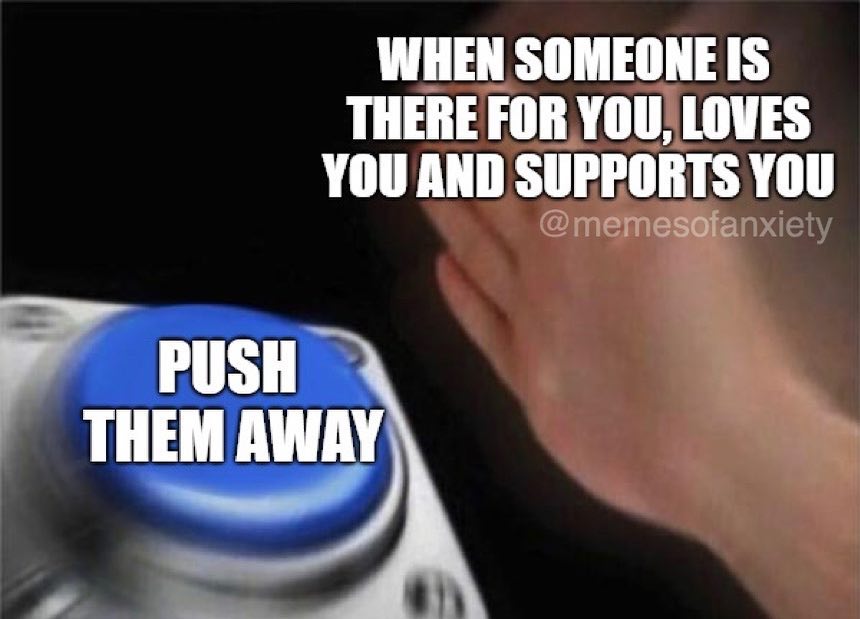 WHEN SOMEONE IS
THERE FOR YOU, LOVES
YOU AND SUPPORTS YOU
@memesofanxiety
PUSH
THEM AWAY